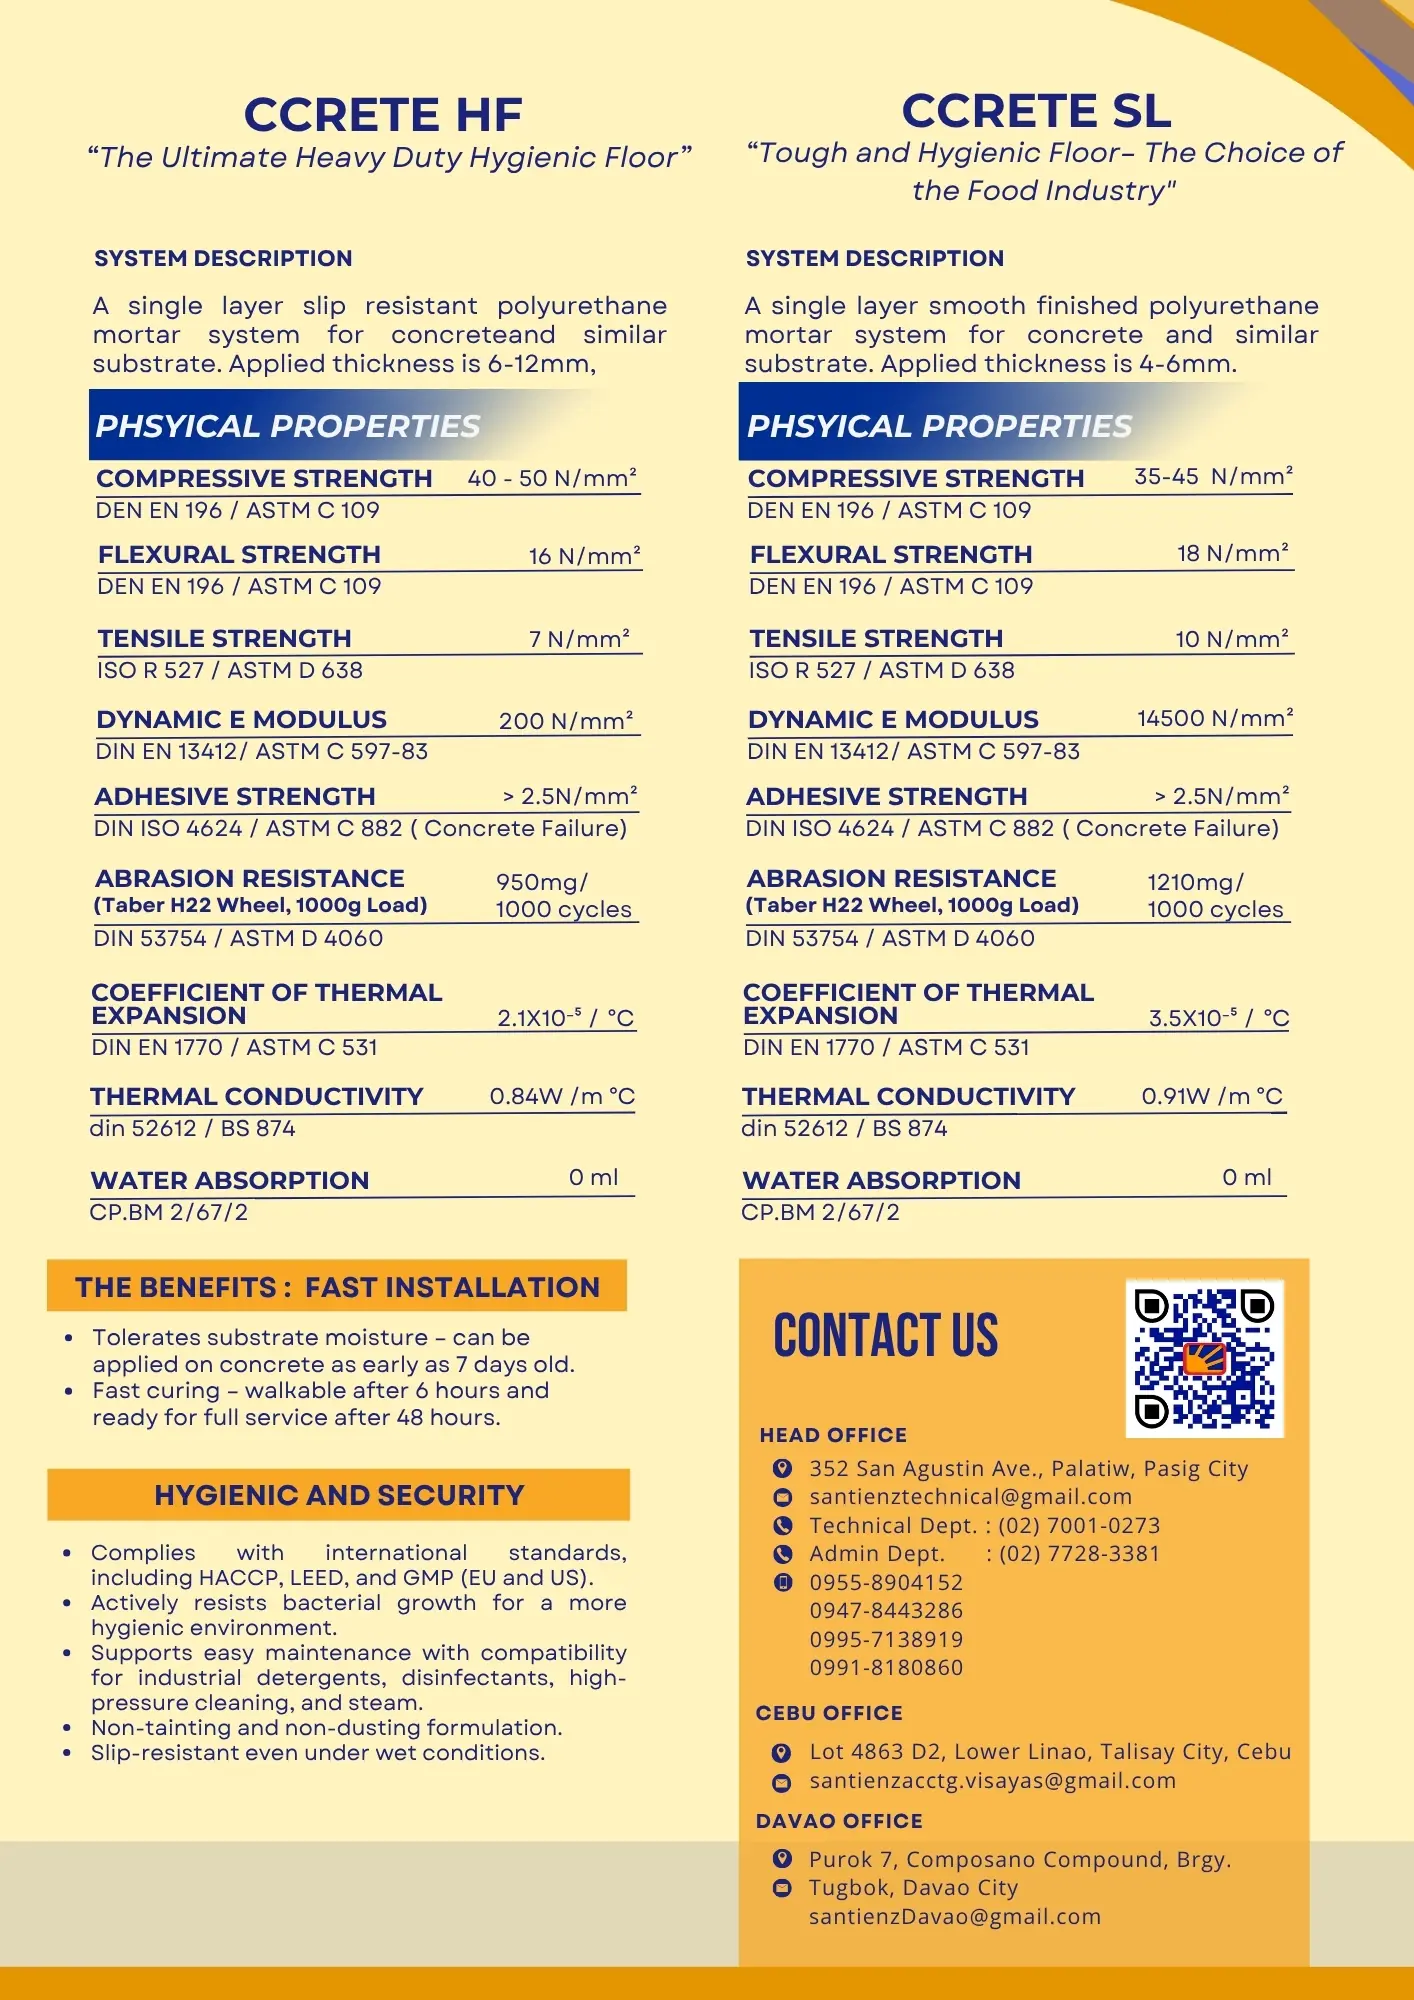 CCRETE HF
“The Ultimate Heavy Duty Hygienic Floor”
SYSTEM DESCRIPTION
A single layer slip resistant polyurethane
mortar system for concreteand similar
substrate. Applied thickness is 6-12mm,
PHSYICAL PROPERTIES
COMPRESSIVE STRENGTH 40 - 50 N/mm²
DEN EN 196 / ASTM C 109
FLEXURAL STRENGTH 16 N/mm²
DEN EN 196 / ASTM C 109
TENSILE STRENGTH 7 N/mm²
ISO R 527 / ASTM D 638
DYNAMIC E MODULUS 200 N/mm²
DIN EN 13412/ ASTM C 597-83
ADHESIVE STRENGTH > 2.5N/mm²
DIN ISO 4624 / ASTM C 882 ( Concrete Failure)
ABRASION RESISTANCE 950mg/
(Taber H22 Wheel, 1000g Load) 1000 cycles
DIN 53754 / ASTM D 4060
COEFFICIENT OF THERMAL
EXPANSION 2.1X10⁻⁵ / °C
DIN EN 1770 / ASTM C 531
THERMAL CONDUCTIVITY 0.84W /m °C
din 52612 / BS 874
WATER ABSORPTION 0 ml
CP.BM 2/67/2
CCRETE SL
“Tough and Hygienic Floor– The Choice of
the Food Industry"
SYSTEM DESCRIPTION
A single layer smooth finished polyurethane
mortar system for concrete and similar
substrate. Applied thickness is 4-6mm.
PHSYICAL PROPERTIES
COMPRESSIVE STRENGTH 35-45 N/mm²
DEN EN 196 / ASTM C 109
FLEXURAL STRENGTH 18 N/mm²
DEN EN 196 / ASTM C 109
TENSILE STRENGTH 10 N/mm²
ISO R 527 / ASTM D 638
DYNAMIC E MODULUS 14500 N/mm²
DIN EN 13412/ ASTM C 597-83
ADHESIVE STRENGTH > 2.5N/mm²
DIN ISO 4624 / ASTM C 882 ( Concrete Failure)
ABRASION RESISTANCE 1210mg/
(Taber H22 Wheel, 1000g Load) 1000 cycles
DIN 53754 / ASTM D 4060
COEFFICIENT OF THERMAL
EXPANSION 3.5X10⁻⁵ / °C
DIN EN 1770 / ASTM C 531
THERMAL CONDUCTIVITY 0.91W /m °C
din 52612 / BS 874
WATER ABSORPTION 0 ml
CP.BM 2/67/2
THE BENEFITS : FAST INSTALLATION
• Tolerates substrate moisture – can be
applied on concrete as early as 7 days old.
• Fast curing – walkable after 6 hours and
ready for full service after 48 hours.
HYGIENIC AND SECURITY
• Complies with international standards,
including HACCP, LEED, and GMP (EU and US).
• Actively resists bacterial growth for a more
hygienic environment.
• Supports easy maintenance with compatibility
for industrial detergents, disinfectants, high-
pressure cleaning, and steam.
• Non-tainting and non-dusting formulation.
• Slip-resistant even under wet conditions.
CONTACT US
HEAD OFFICE
352 San Agustin Ave., Palatiw, Pasig City
santienztechnical@gmail.com
Technical Dept. : (02) 7001-0273
Admin Dept. : (02) 7728-3381
0955-8904152
0947-8443286
0995-7138919
0991-8180860
CEBU OFFICE
Lot 4863 D2, Lower Linao, Talisay City, Cebu
santienzacctg.visayas@gmail.com
DAVAO OFFICE
Purok 7, Composano Compound, Brgy.
Tugbok, Davao City
santienzDavao@gmail.com